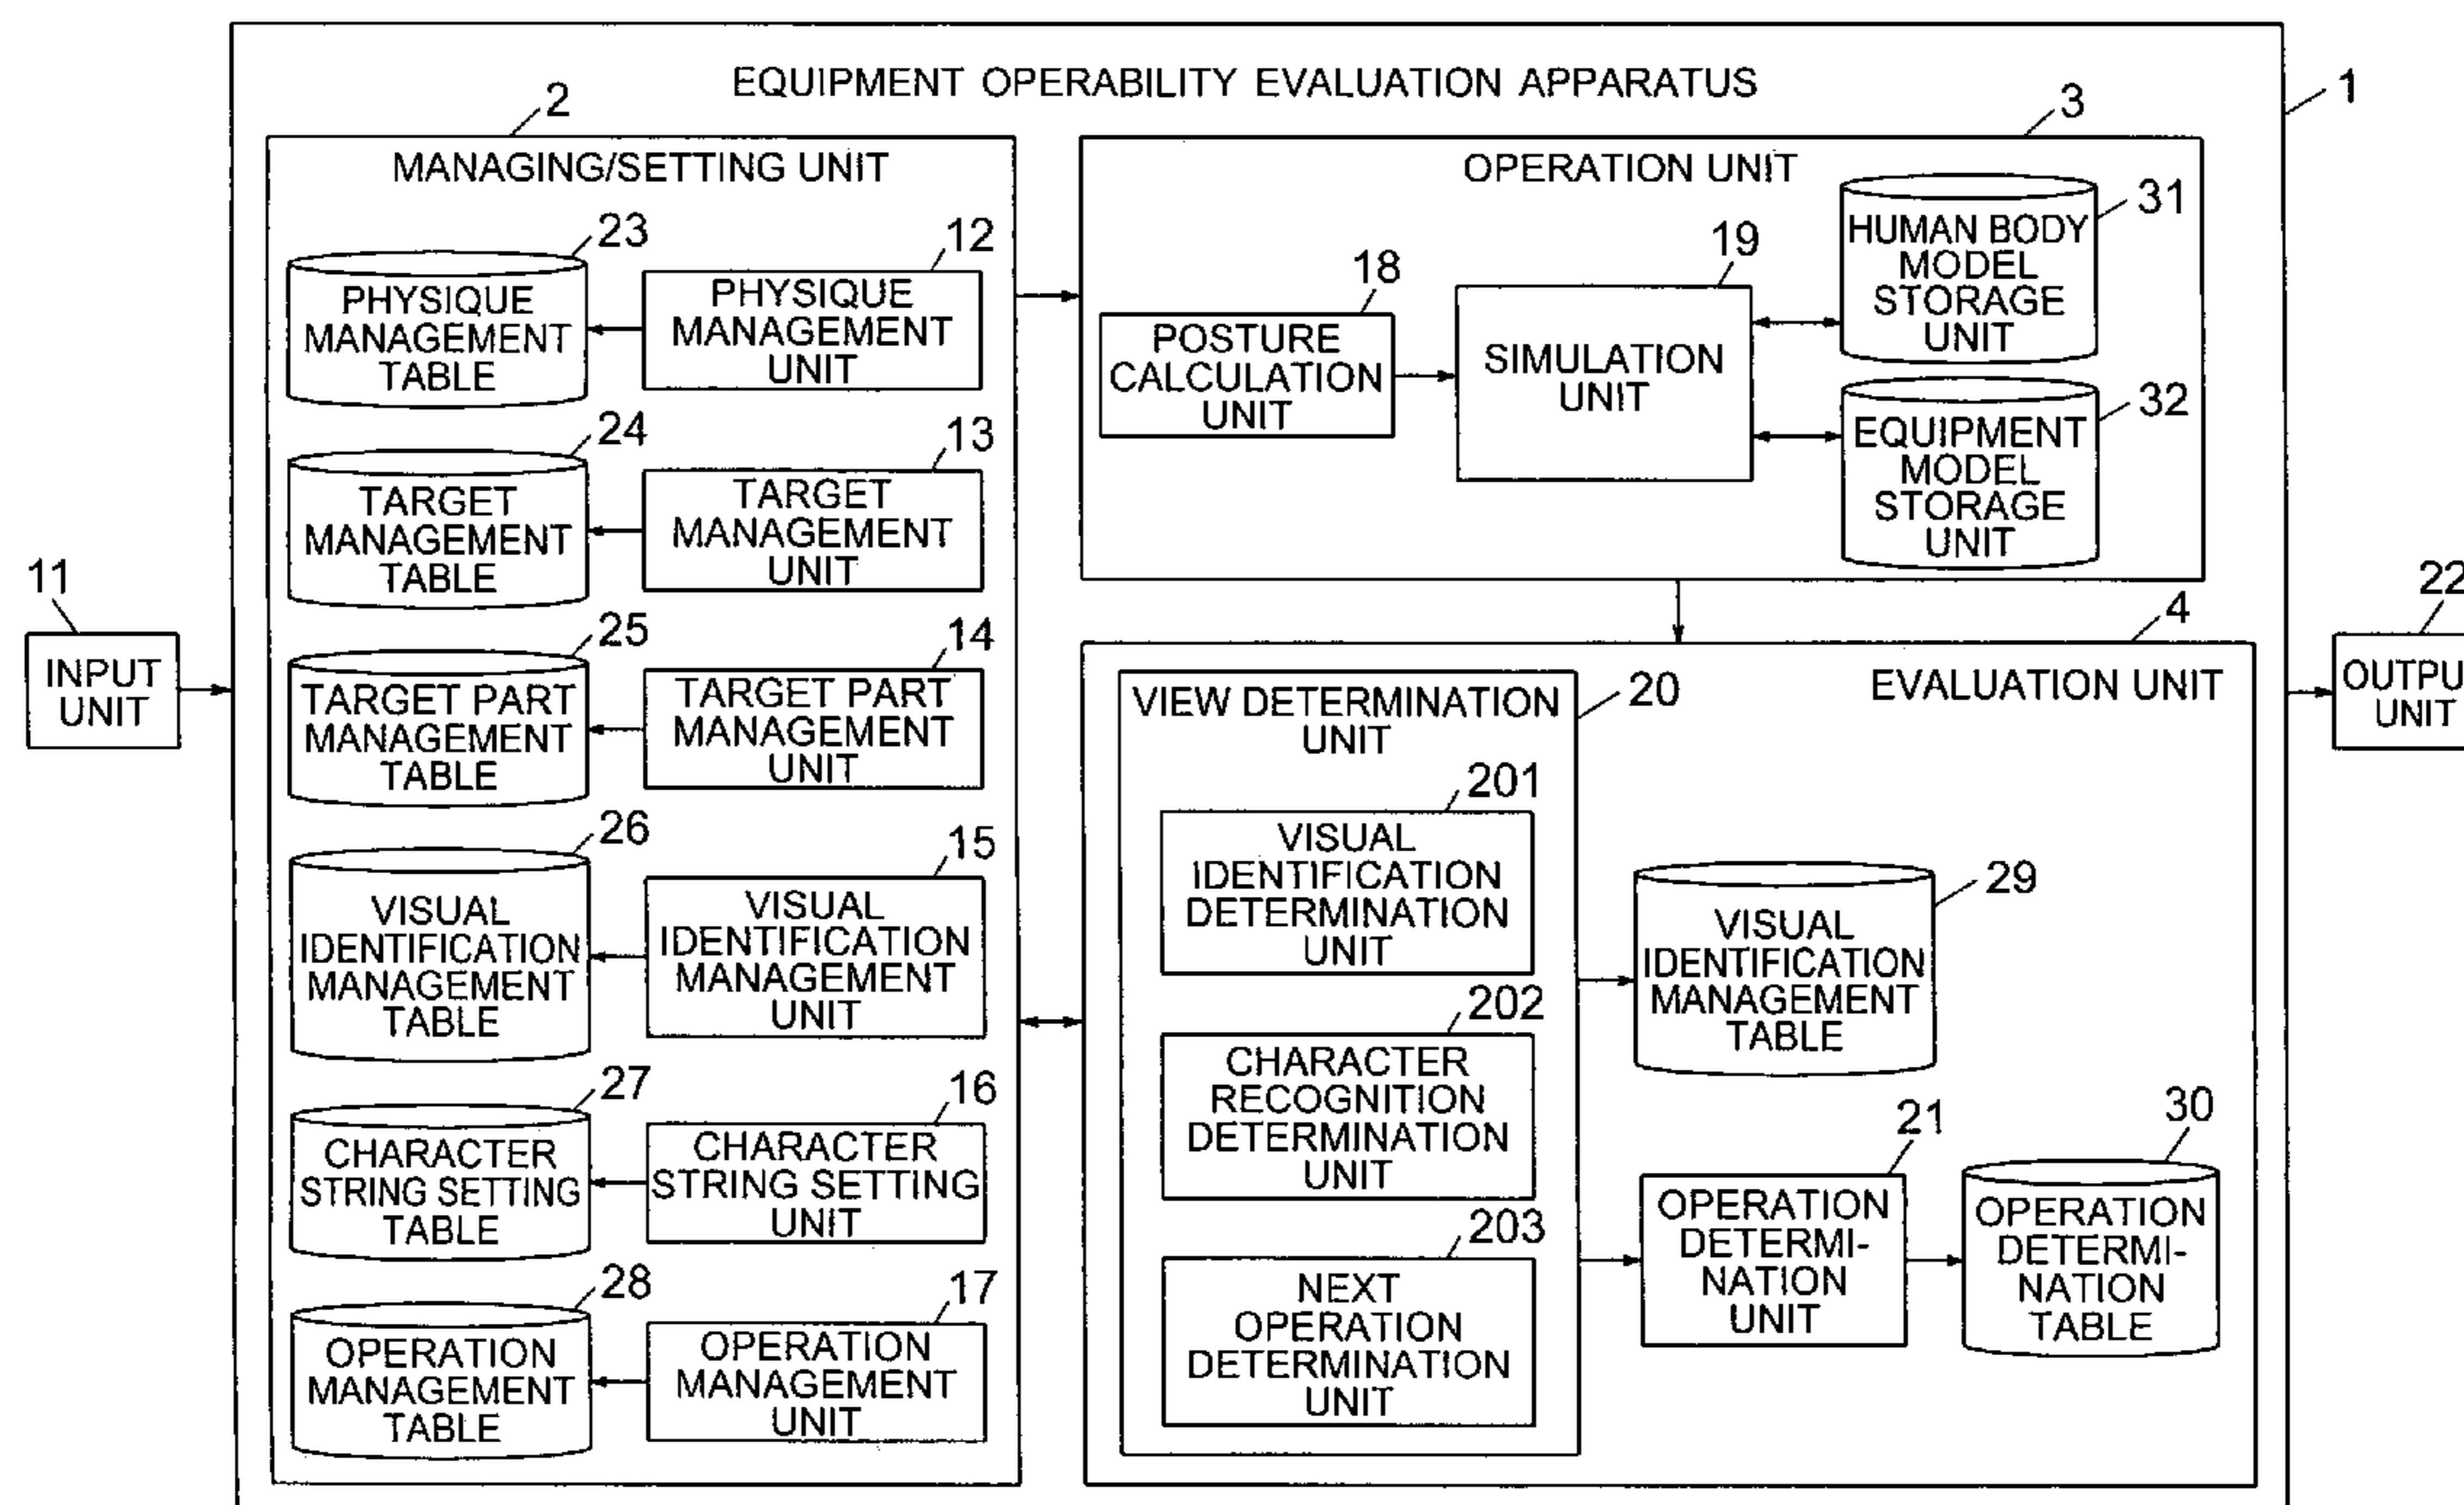 EQUIPMENT OPERABILITY EVALUATION APPARATUS
1
2
MANAGING/SETTING UNIT
23
PHYSIQUE
MANAGEMENT
TABLE
12
PHYSIQUE
MANAGEMENT
UNIT
24
TARGET
MANAGEMENT
TABLE
13
TARGET
MANAGEMENT
UNIT
25
TARGET PART
MANAGEMENT
TABLE
14
TARGET PART
MANAGEMENT
UNIT
26
VISUAL
IDENTIFICATION
MANAGEMENT
TABLE
15
VISUAL
IDENTIFICATION
MANAGEMENT
UNIT
27
CHARACTER
STRING SETTING
TABLE
16
CHARACTER
STRING SETTING
UNIT
28
OPERATION
MANAGEMENT
TABLE
17
OPERATION
MANAGEMENT
UNIT
11
INPUT
UNIT
3
OPERATION UNIT
18
POSTURE
CALCULATION
UNIT
19
SIMULATION
UNIT
31
HUMAN BODY
MODEL
STORAGE
UNIT
32
EQUIPMENT
MODEL
STORAGE
UNIT
4
EVALUATION UNIT
20
VIEW DETERMINATION
UNIT
201
VISUAL
IDENTIFICATION
DETERMINATION
UNIT
202
CHARACTER
RECOGNITION
DETERMINATION
UNIT
203
NEXT
OPERATION
DETERMINATION
UNIT
29
VISUAL
IDENTIFICATION
MANAGEMENT
TABLE
21
OPERATION
DETERMI-
NATION
UNIT
30
OPERATION
DETERMI-
NATION
TABLE
22
OUTPU
UNIT